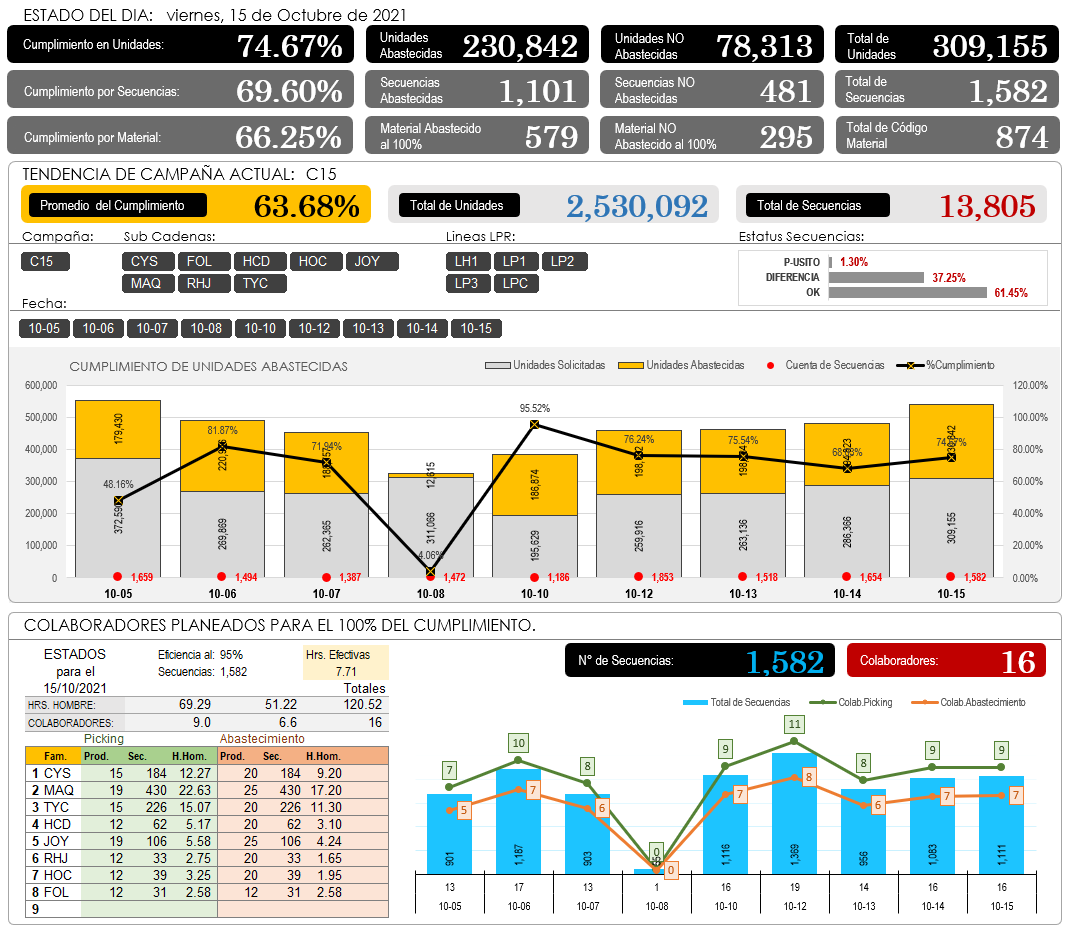 ESTADO DEL DIA: viernes, 15 de Octubre de 2021
Cumplimiento en Unidades: 74.67%
Unidades Abastecidas 230,842
Unidades NO Abastecidas 78,313
Total de Unidades 309,155
Cumplimiento por Secuencias: 69.60%
Secuencias Abastecidas 1,101
Secuencias NO Abastecidas 481
Total de Secuencias 1,582
Cumplimiento por Material: 66.25%
Material Abastecido al 100% 579
Material NO Abastecido al 100% 295
Total de Código Material 874
TENDENCIA DE CAMPAÑA ACTUAL: C15
Promedio del Cumplimiento 63.68%
Total de Unidades 2,530,092
Total de Secuencias 13,805
Campaña: Sub Cadenas: Lineas LPR: Estatus Secuencias:
C15 CYS FOL HCD HOC JOY LH1 LP1 LP2
MAQ RHJ TYC LP3 LPC
P-USITO 1.30%
DIFERENCIA 37.25%
OK 61.45%
Fecha:
10-05 10-06 10-07 10-08 10-10 10-12 10-13 10-14 10-15
CUMPLIMIENTO DE UNIDADES ABASTECIDAS
Unidades Solicitadas Unidades Abastecidas Cuenta de Secuencias %Cumplimiento
600,000
500,000
400,000
300,000
200,000
100,000
0
120.00%
100.00%
80.00%
60.00%
40.00%
20.00%
0.00%
179,430 12,615 186,874
48.16% 81.87% 71.94% 4.06% 95.52% 76.24% 75.54%
269,869 262,365 311,066 195,629 259,916 263,136 286,366 309,155
1,659 1,494 1,387 1,472 1,186 1,853 1,518 1,654 1,582
10-05 10-06 10-07 10-08 10-10 10-12 10-13 10-14 10-15
COLABORADORES PLANEADOS PARA EL 100% DEL CUMPLIMIENTO.
ESTADOS para el 15/10/2021
Eficiencia al: 95%
Secuencias: 1,582
Hrs. Efectivas
7.71
Totales
HRS. HOMBRE: 69.29 51.22 120.52
COLABORADORES: 9.0 6.6 16
Picking Abastecimiento
Fam. Prod. Sec. H.Hom. Prod. Sec. H.Hom.
1 CYS 15 184 12.27 20 184 9.20
2 MAQ 19 430 22.63 25 430 17.20
3 TYC 15 226 15.07 20 226 11.30
4 HCD 12 62 5.17 20 62 3.10
5 JOY 19 106 5.58 25 106 4.24
6 RHJ 12 33 2.75 20 33 1.65
7 HOC 12 39 3.25 20 39 1.95
8 FOL 12 31 2.58 12 31 2.58
9
N° de Secuencias: 1,582
Colaboradores: 16
Total de Secuencias Colab.Picking Colab.Abastecimiento
7 10 8 0 9 11 8 9 9
5 7 6 0 7 8 6 7 7
901 1,187 903 1,116 1,369 956 1,083 1,111
13 17 13 1 16 19 14 16 16
10-05 10-06 10-07 10-08 10-10 10-12 10-13 10-14 10-15